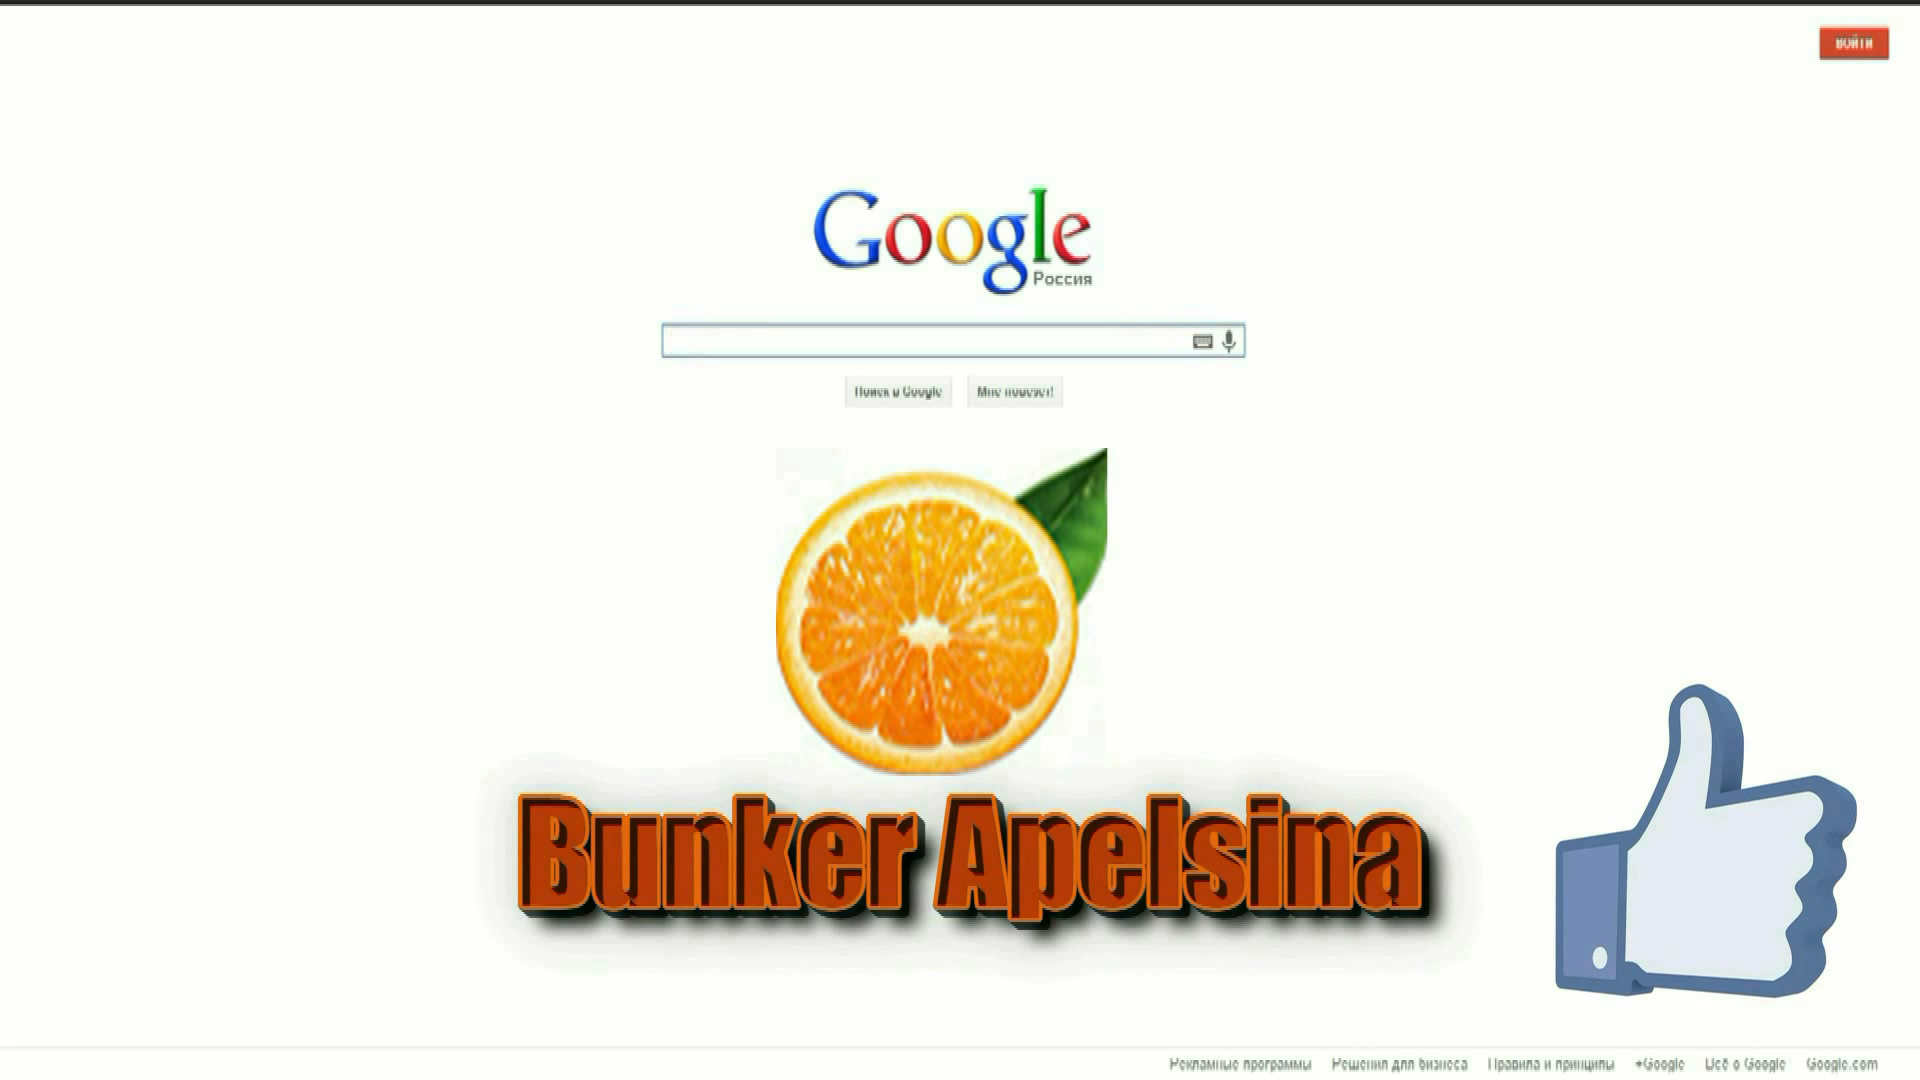 ВОЙТИ
Google
Россия
Поиск в Google Мне повезет!
Bunker Apelsina
Рекламные программы Решения для бизнеса Правила и принципы +Google Всё о Google Google.com